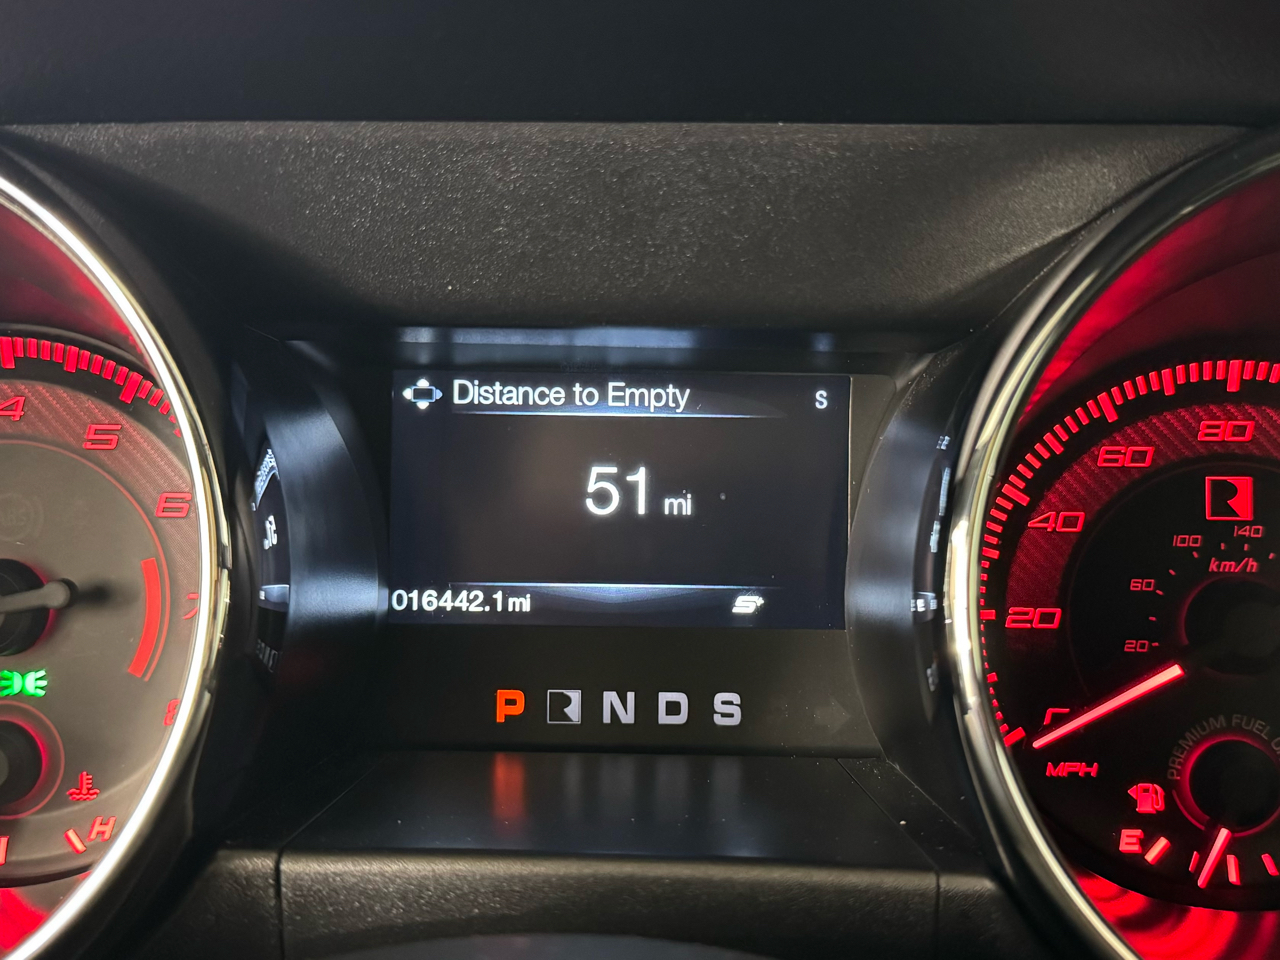 Distance to Empty S
51 mi
016442.1mi S+
P R N D S
4
5
6
7
8
H
20
40
60
80
MPH
R
20
60
100
140
km/h
PREMIUM FUEL
E